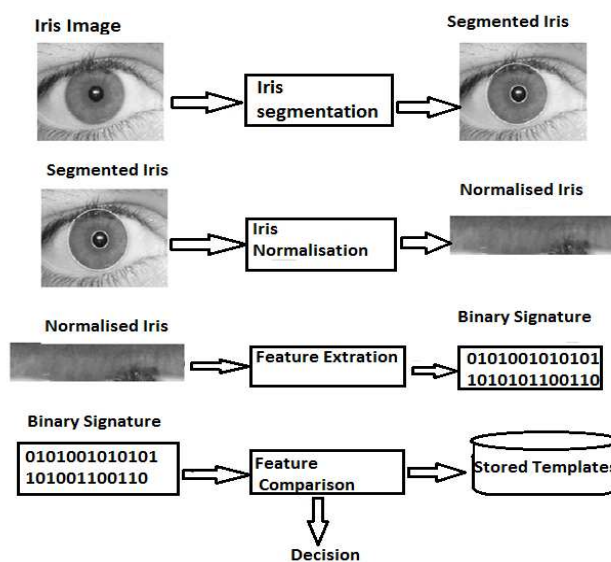 Iris Image
Segmented Iris
Iris
segmentation
Segmented Iris
Normalised Iris
Iris
Normalisation
Normalised Iris
Binary Signature
Feature Extration
0101001010101
1010101100110
Binary Signature
0101001010101
101001100110
Feature
Comparison
Stored Templates
Decision